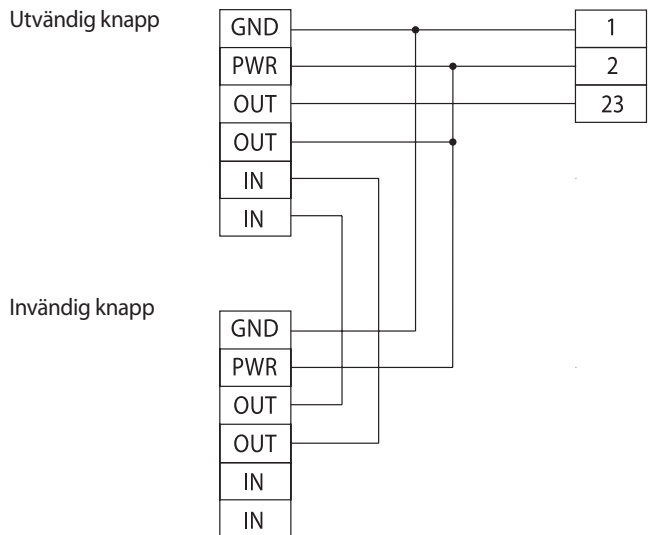 Utvändig knapp
GND
PWR
OUT
OUT
IN
IN
1
2
23
Invändig knapp
GND
PWR
OUT
OUT
IN
IN